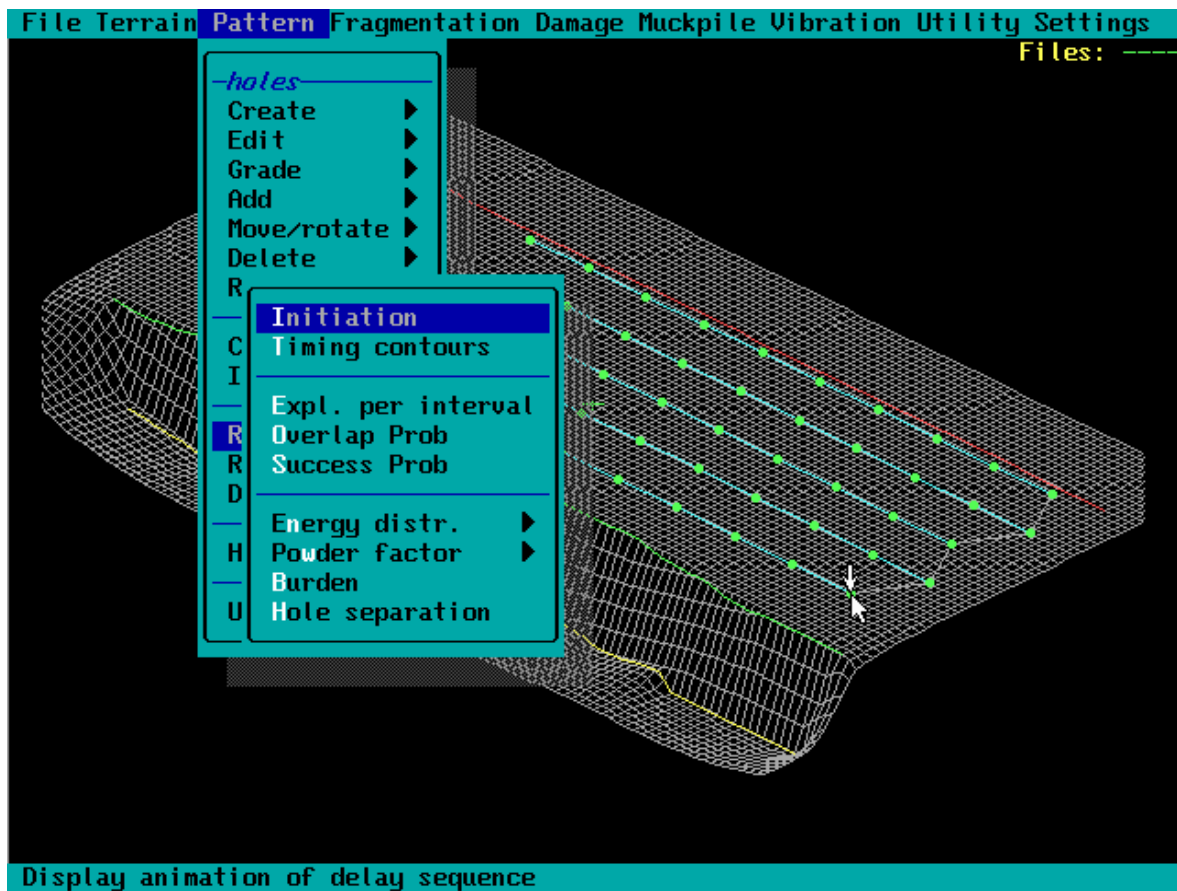 File Terrain Pattern Fragmentation Damage Muckpile Vibration Utility Settings
Files: ----
holes
Create
Edit
Grade
Add
Move/rotate
Delete
R
Initiation
C Timing contours
I
Expl. per interval
R Overlap Prob
R Success Prob
D
Energy distr.
H Powder factor
Burden
U Hole separation
Display animation of delay sequence